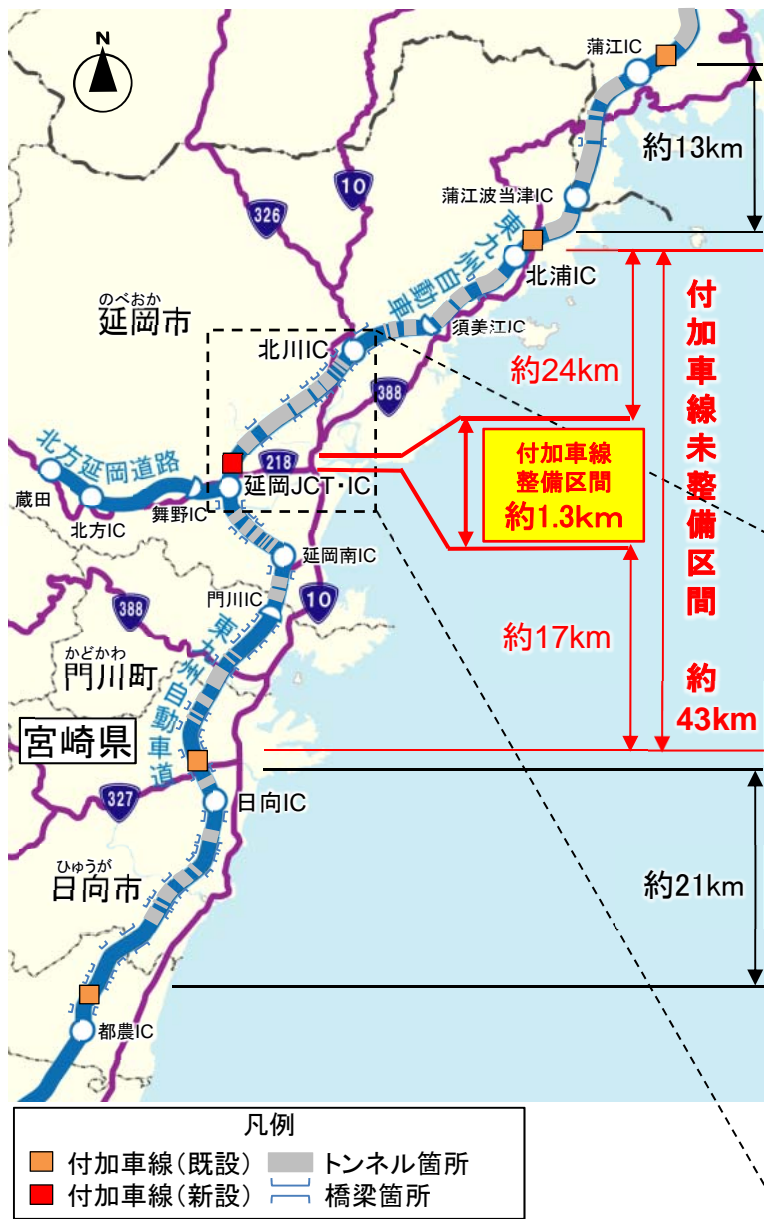 N
蒲江IC
約13km
10
326
蒲江波当津IC
東九州自動車
北浦IC
のべおか
延岡市
須美江IC
北川IC
388
約24km
付加車線未整備区間 約43km
付加車線
整備区間
約1.3km
北方延岡道路
218
延岡JCT・IC
蔵田
北方IC
舞野IC
延岡南IC
門川IC
10
388
約17km
かどかわ
門川町
東九州自動車道
宮崎県
327
日向IC
ひゅうが
日向市
約21km
都農IC
凡例
付加車線(既設)
トンネル箇所
付加車線(新設)
橋梁箇所